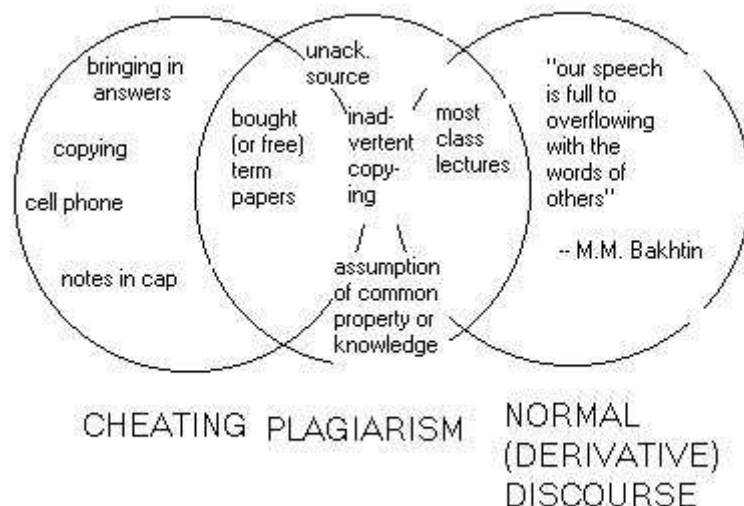 bringing in
answers
copying
cell phone
notes in cap
unack.
source
bought
(or free)
term
papers
inad-
vertent
copy-
ing
most
class
lectures
assumption
of common
property or
knowledge
"our speech
is full to
overflowing
with the
words of
others"
-- M.M. Bakhtin
CHEATING
PLAGIARISM
NORMAL
(DERIVATIVE)
DISCOURSE